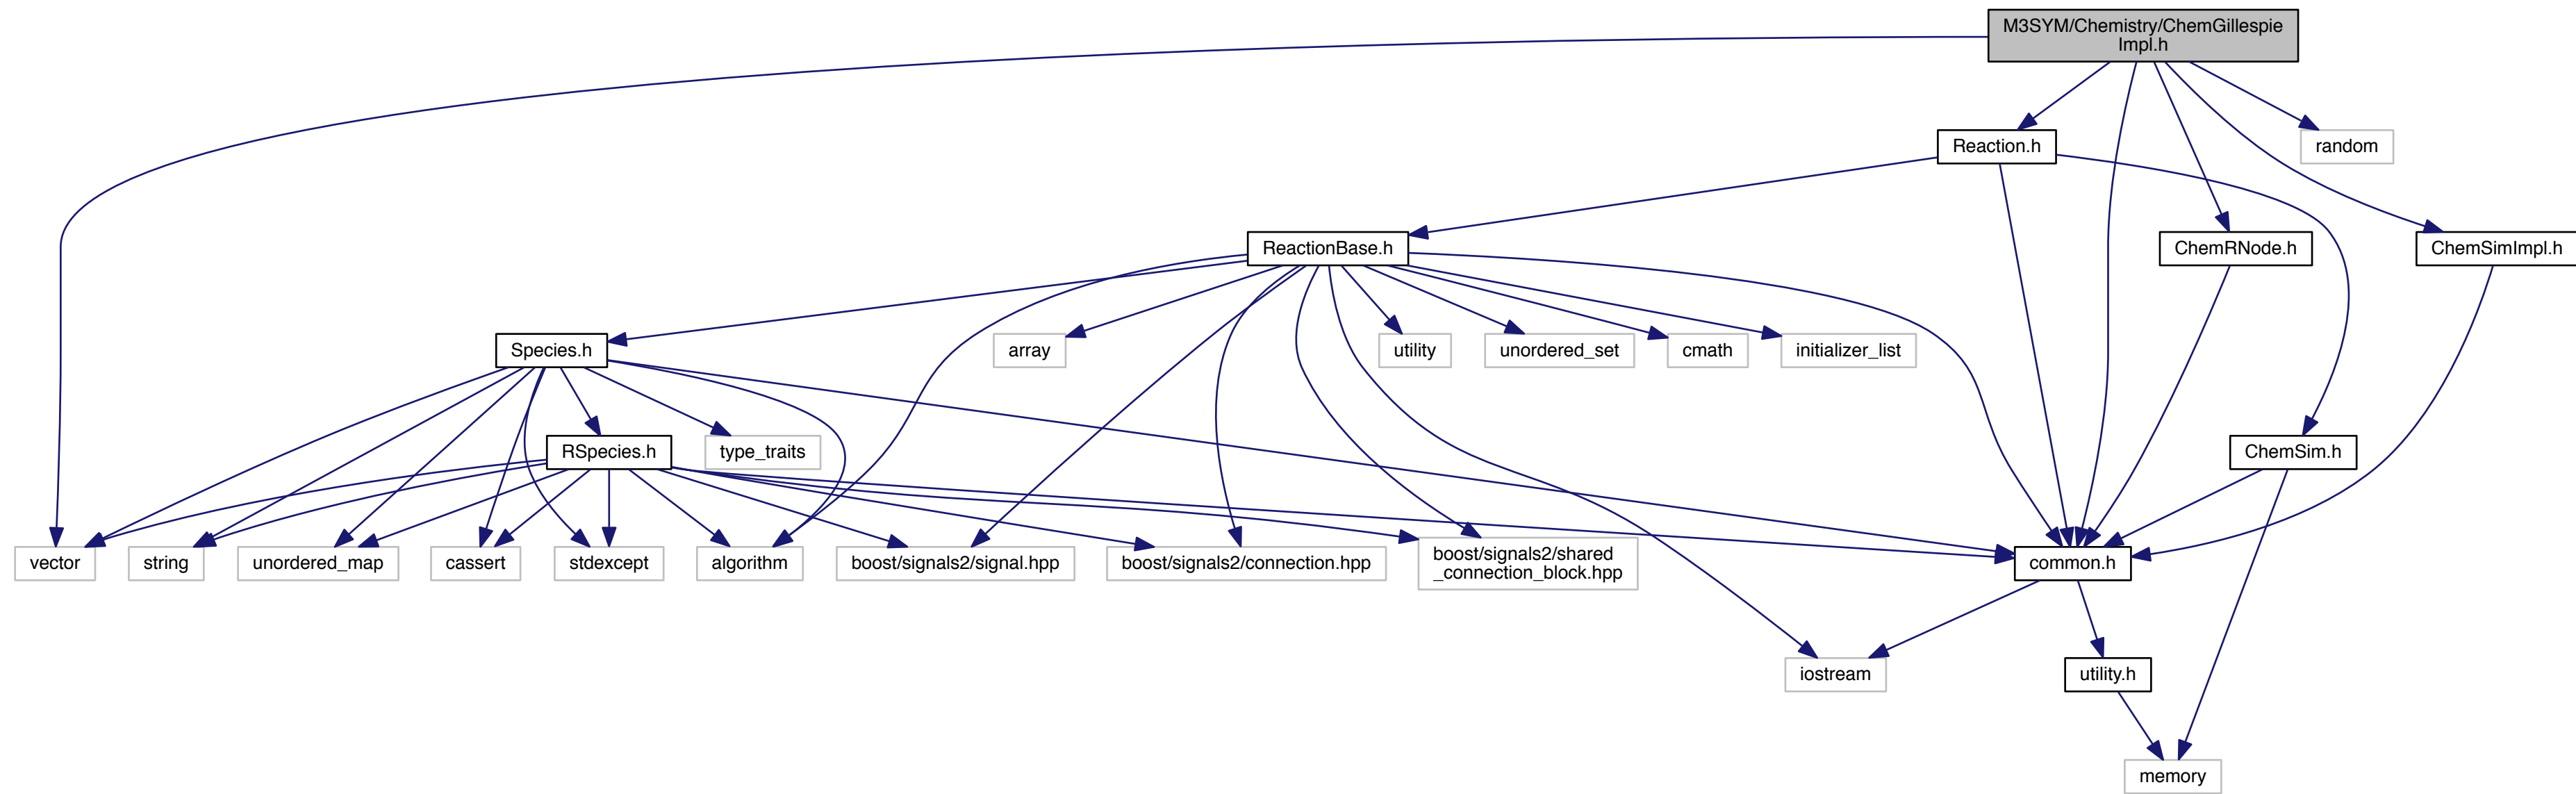 M3SYM/Chemistry/ChemGillespie
Impl.h
Reaction.h
random
ReactionBase.h
ChemRNode.h
ChemSimImpl.h
Species.h
array
utility
unordered_set
cmath
initializer_list
RSpecies.h
type_traits
ChemSim.h
vector
string
unordered_map
cassert
stdexcept
algorithm
boost/signals2/signal.hpp
boost/signals2/connection.hpp
boost/signals2/shared
_connection_block.hpp
common.h
iostream
utility.h
memory